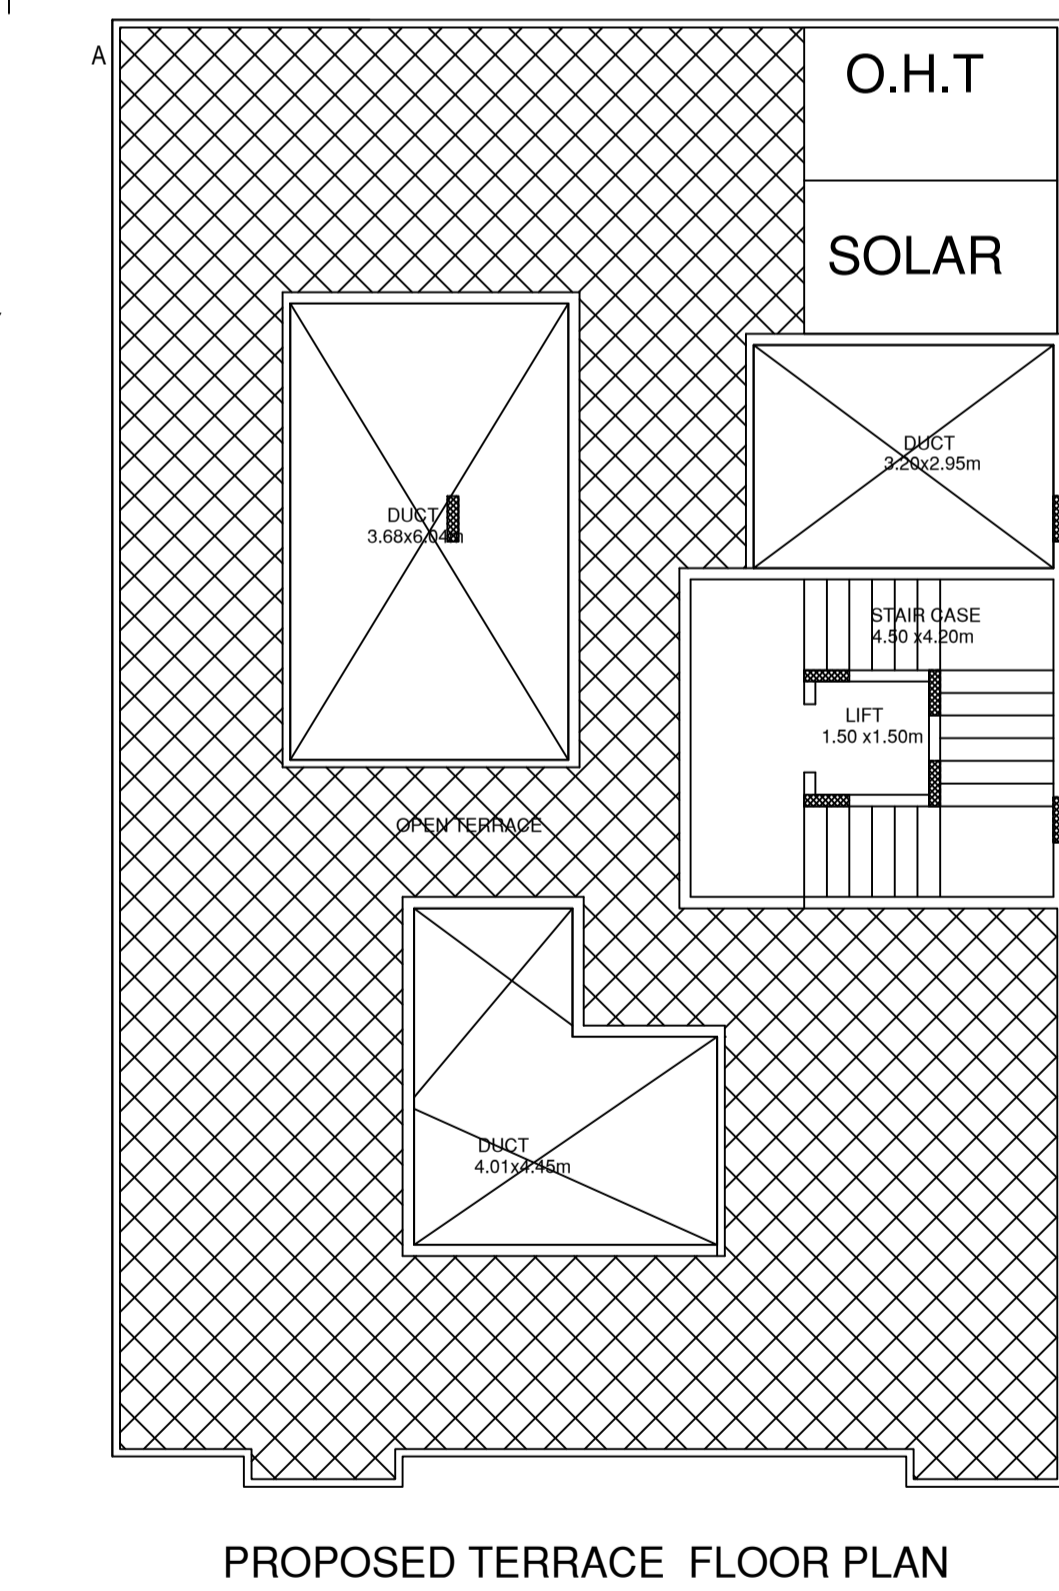 A
O.H.T
SOLAR
DUCT
3.20x2.95m
DUCT
3.68x6.04m
STAIR CASE
4.50 x4.20m
LIFT
1.50 x1.50m
OPEN TERRACE
DUCT
4.01x4.45m
PROPOSED TERRACE FLOOR PLAN